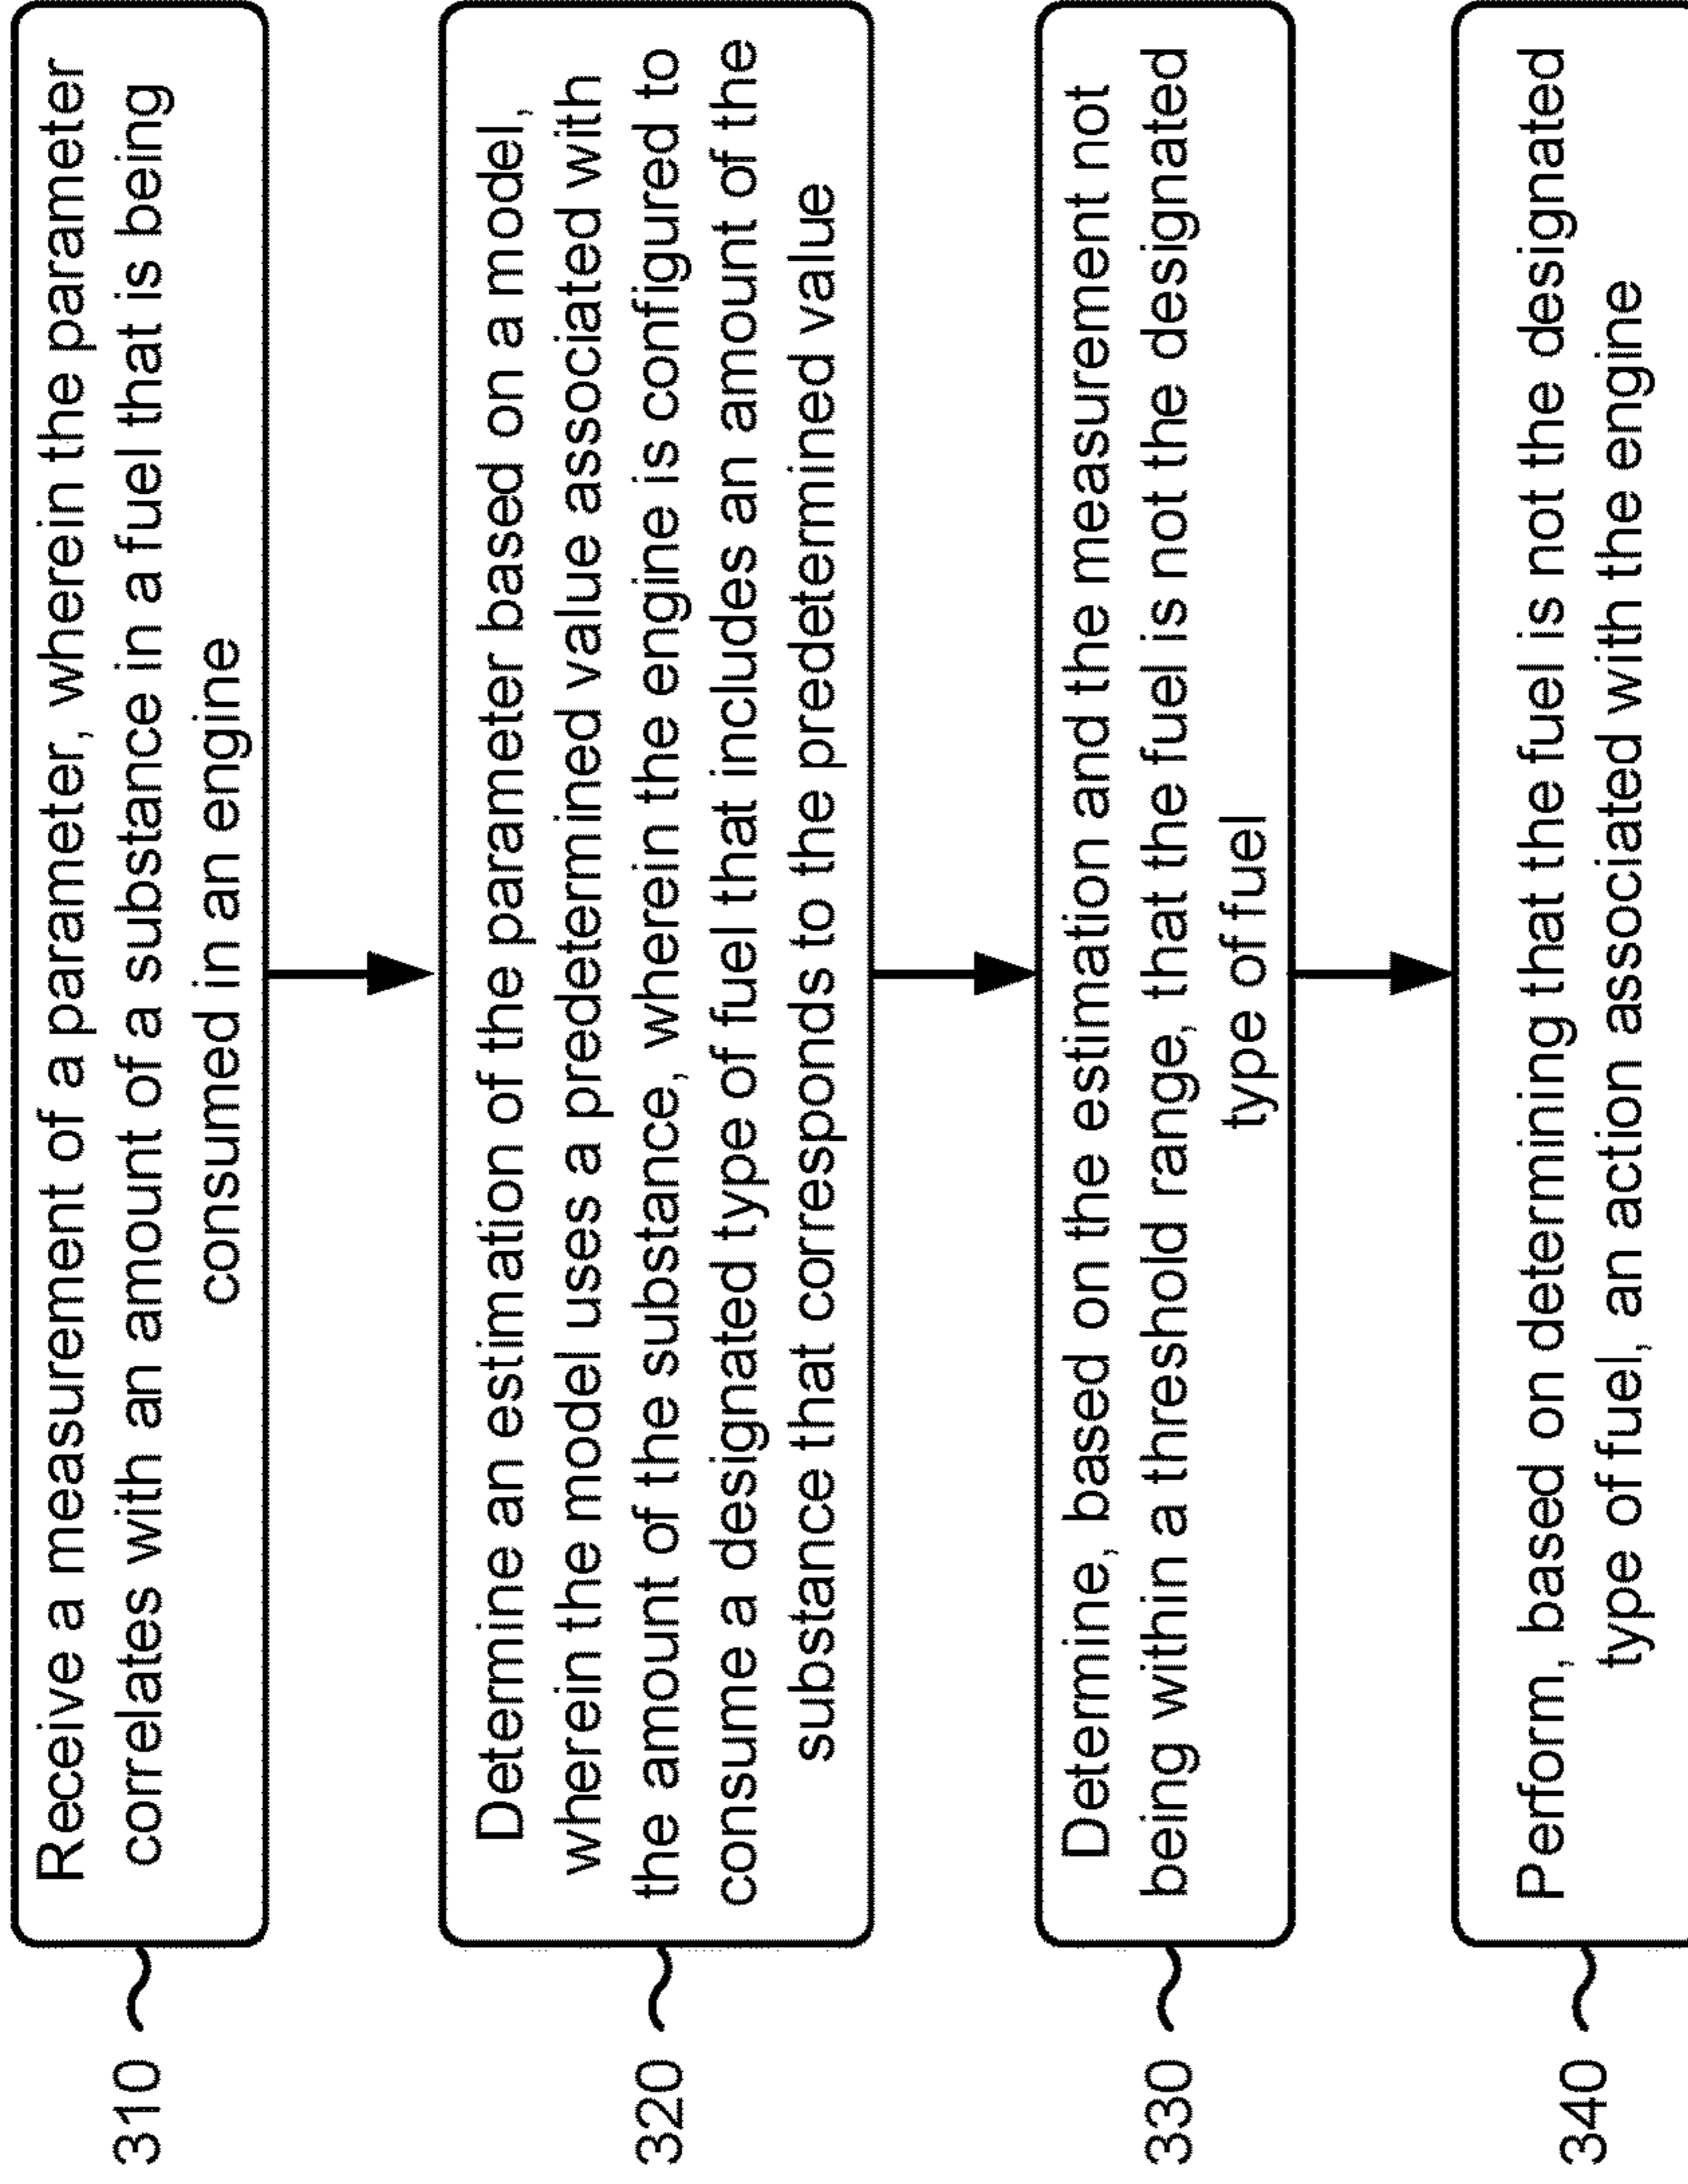 310
Receive a measurement of a parameter, wherein the parameter
correlates with an amount of a substance in a fuel that is being
consumed in an engine
320
Determine an estimation of the parameter based on a model,
wherein the model uses a predetermined value associated with
the amount of the substance, wherein the engine is configured to
consume a designated type of fuel that includes an amount of the
substance that corresponds to the predetermined value
330
Determine, based on the estimation and the measurement not
being within a threshold range, that the fuel is not the designated
type of fuel
340
Perform, based on determining that the fuel is not the designated
type of fuel, an action associated with the engine